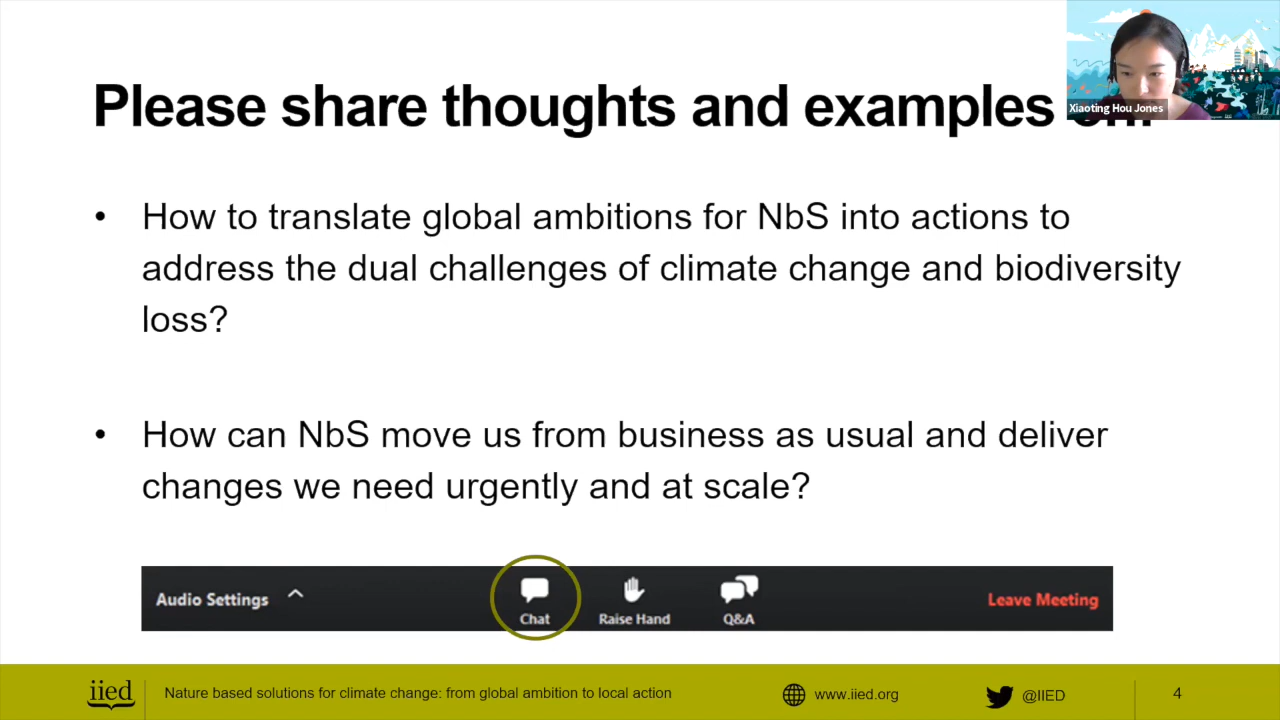 Please share thoughts and examples
Xiaoting Hou Jones
• How to translate global ambitions for NbS into actions to
address the dual challenges of climate change and biodiversity
loss?
• How can NbS move us from business as usual and deliver
changes we need urgently and at scale?
Audio Settings
Chat
Raise Hand
Q&A
Leave Meeting
iied
Nature based solutions for climate change: from global ambition to local action
www.iied.org
@IIED
4